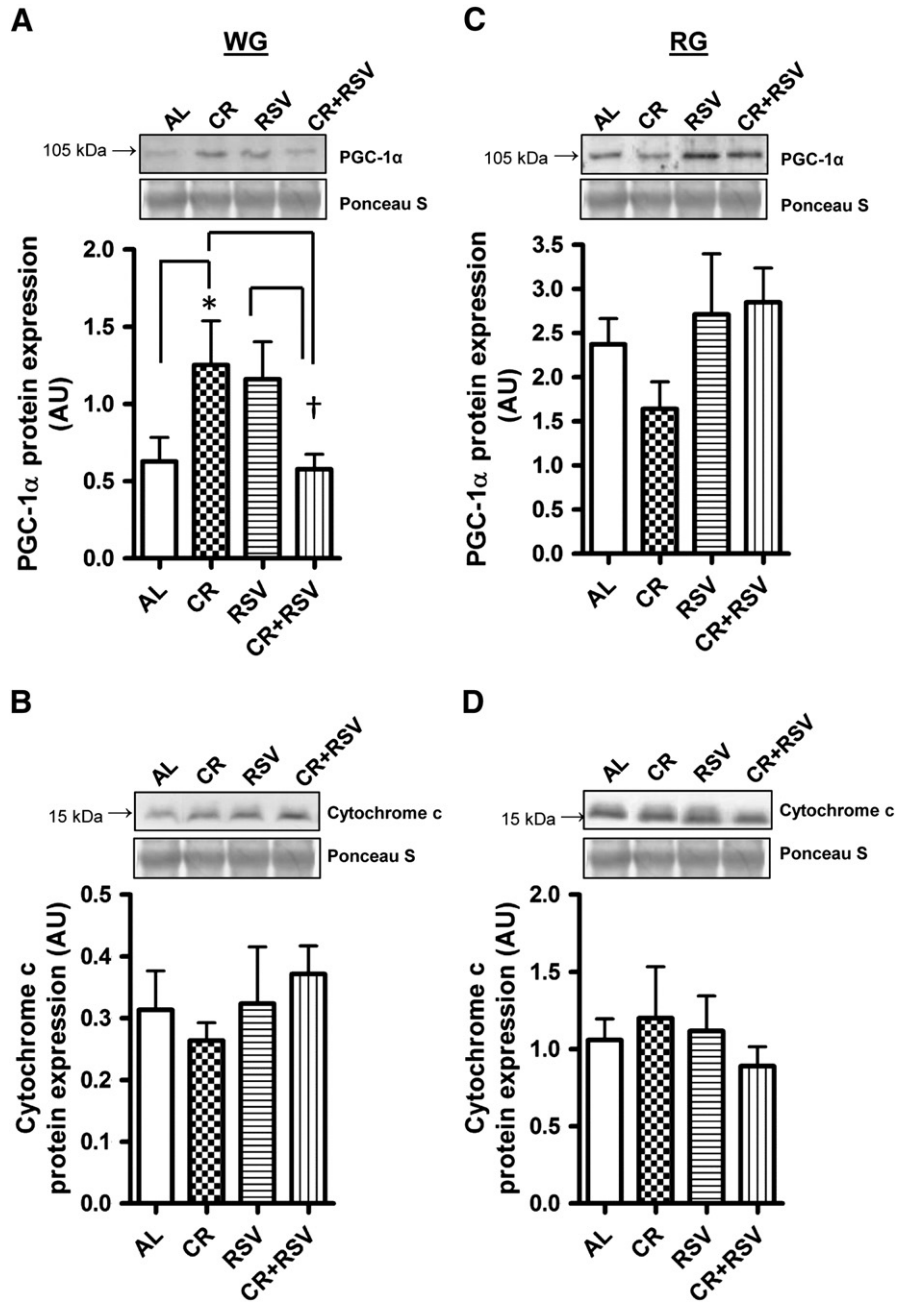 A
WG
AL CR RSV CR+RSV
105 kDa → PGC-1α
Ponceau S
PGC-1α protein expression
(AU)
2.0
1.5
1.0
0.5
0.0
*
†
AL CR RSV CR+RSV
C
RG
AL CR RSV CR+RSV
105 kDa → PGC-1α
Ponceau S
PGC-1α protein expression
(AU)
3.5
3.0
2.5
2.0
1.5
1.0
0.5
0.0
AL CR RSV CR+RSV
B
AL CR RSV CR+RSV
15 kDa → Cytochrome c
Ponceau S
Cytochrome c
protein expression (AU)
0.5
0.4
0.3
0.2
0.1
0.0
AL CR RSV CR+RSV
D
AL CR RSV CR+RSV
15 kDa → Cytochrome c
Ponceau S
Cytochrome c
protein expression (AU)
2.0
1.5
1.0
0.5
0.0
AL CR RSV CR+RSV